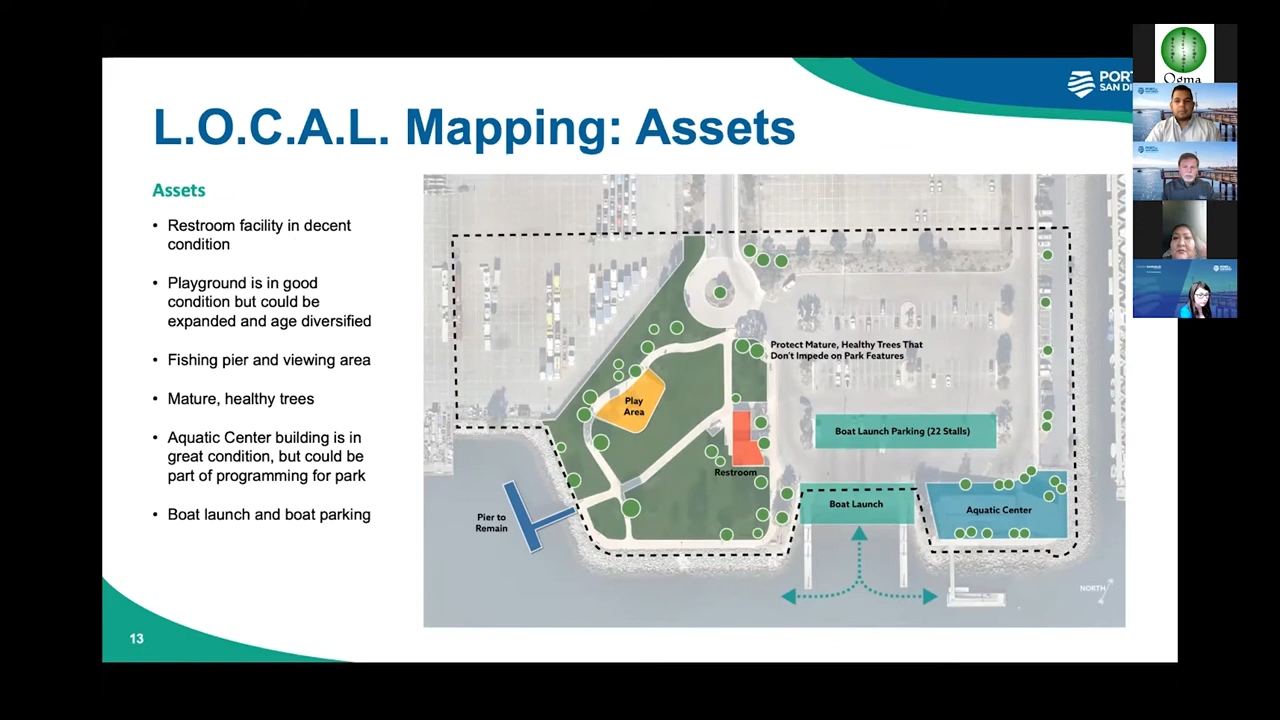 PORT
SAN DI
Ogma
L.O.C.A.L. Mapping: Assets
Assets
• Restroom facility in decent
condition
• Playground is in good
condition but could be
expanded and age diversified
• Fishing pier and viewing area
• Mature, healthy trees
• Aquatic Center building is in
great condition, but could be
part of programming for park
• Boat launch and boat parking
Protect Mature, Healthy Trees That
Don't Impede on Park Features
Play
Area
Boat Launch Parking (22 Stalls)
Restroom
Pier to
Remain
Boat Launch
Aquatic Center
NORTH
13